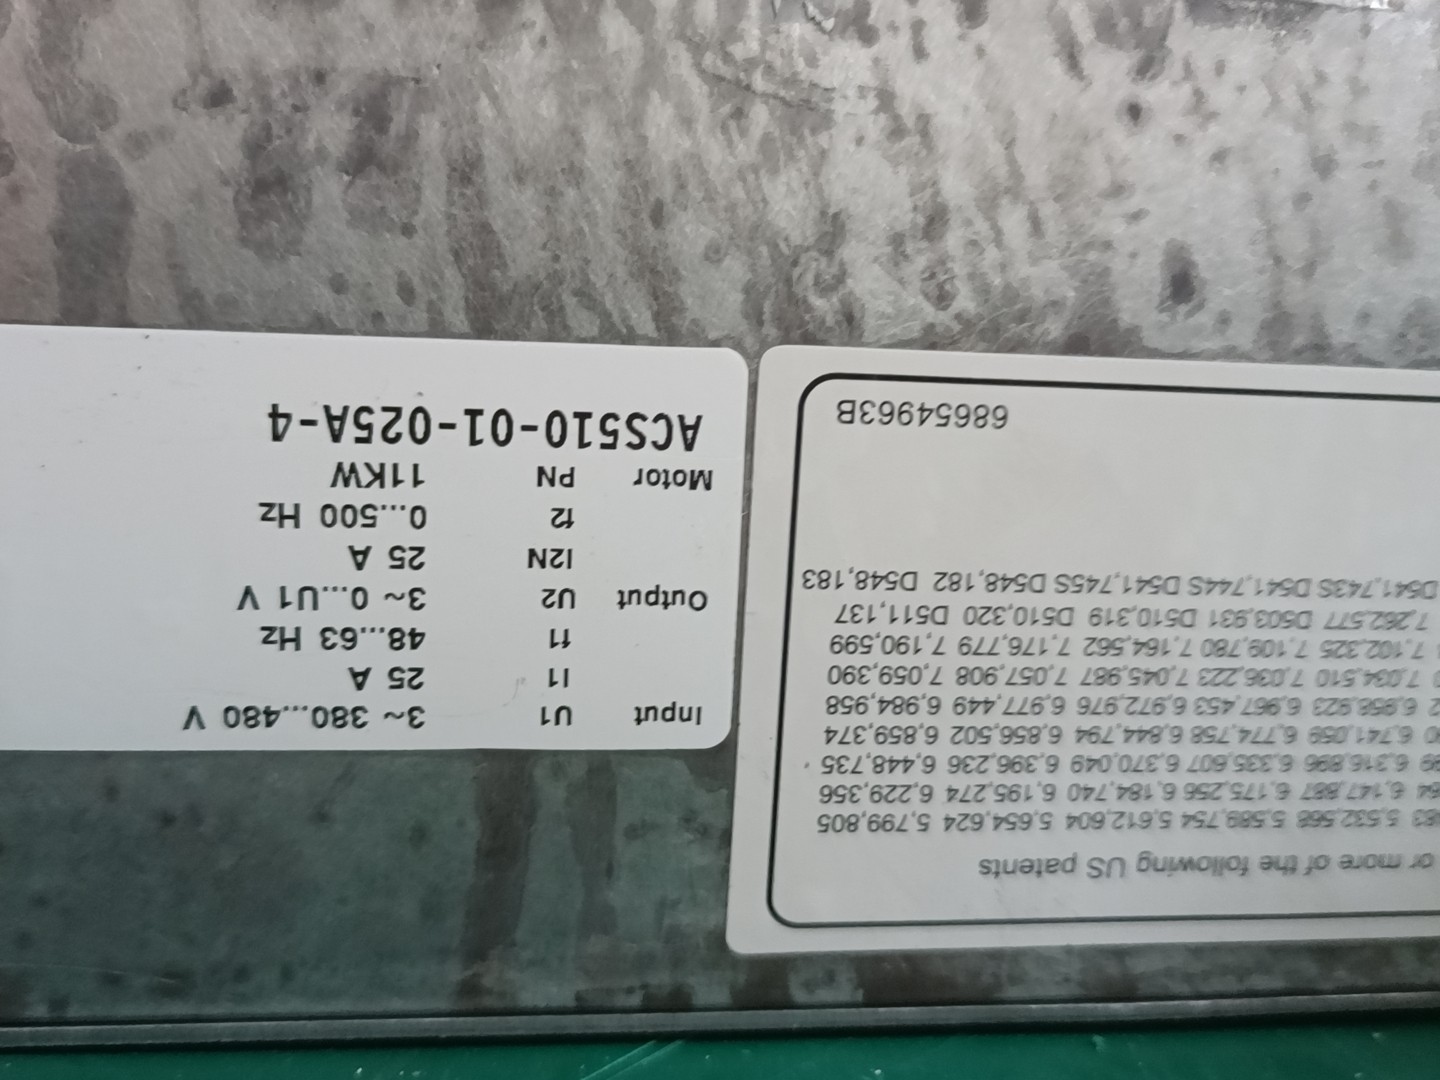 or more of the following US patents
83 5,532,568 5,589,754 5,612,604 5,654,624 5,799,805
64 6,147,887 6,175,256 6,184,740 6,195,274 6,229,356
99 6,316,896 6,335,607 6,370,049 6,396,236 6,448,735
6,741,059 6,774,758 6,844,794 6,856,502 6,859,374
2 6,958,923 6,967,453 6,972,976 6,977,449 6,984,958
0 7,034,510 7,036,223 7,045,987 7,057,908 7,059,390
7,102,325 7,109,780 7,164,562 7,176,779 7,190,599
7,262,577 D503,931 D510,319 D510,320 D511,137
D541,743S D541,744S D541,745S D548,182 D548,183
68654963B
Input U1 3~ 380...480 V
I1 25 A
f1 48...63 Hz
Output U2 3~ 0...U1 V
I2N 25 A
f2 0...500 Hz
Motor PN 11KW
ACS510-01-025A-4